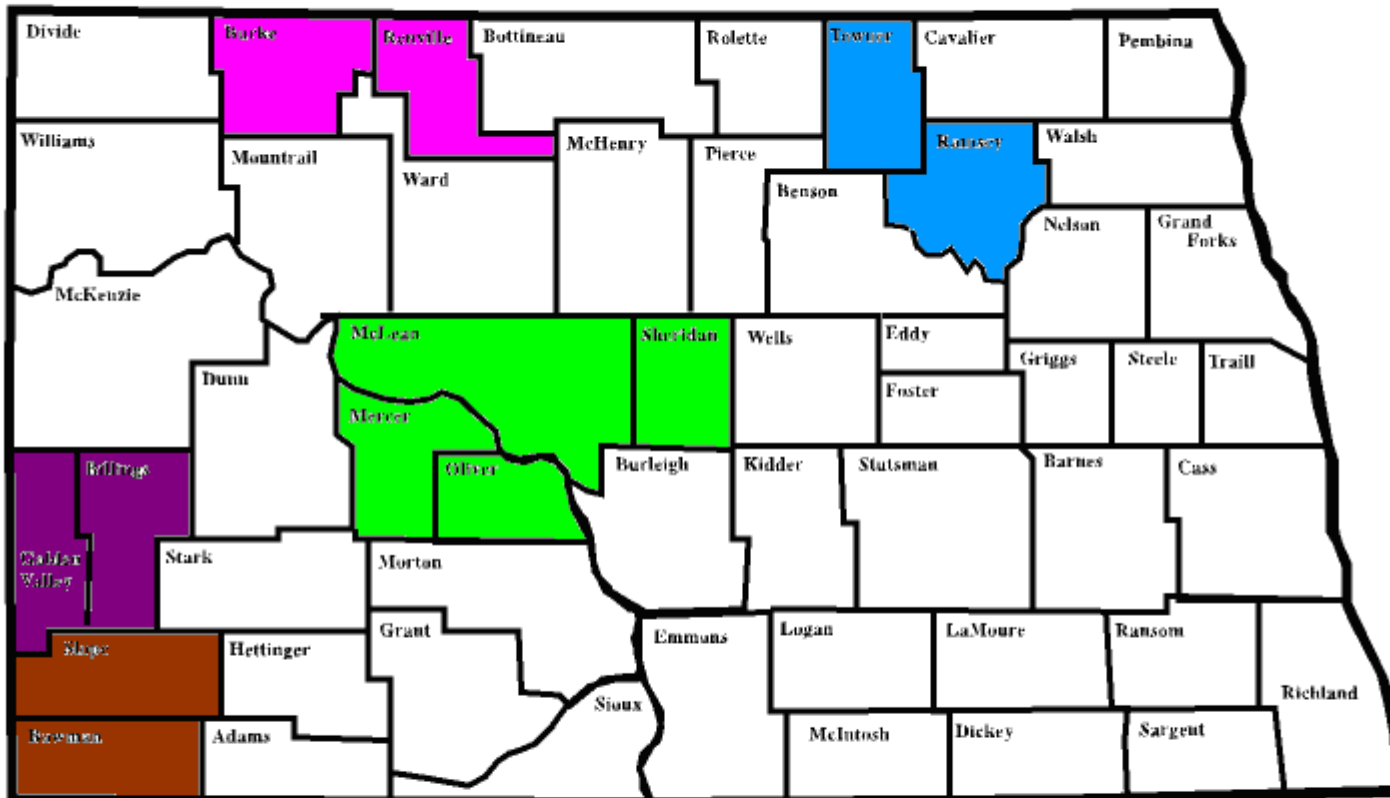 Divide
Burke
Renville
Bottineau
Rolette
Towner
Cavalier
Pembina
Williams
Mountrail
Ward
McHenry
Pierce
Benson
Ramsey
Walsh
Nelson
Grand
Forks
McKenzie
Dunn
McLean
Sheridan
Wells
Eddy
Foster
Griggs
Steele
Traill
Mercer
Oliver
Burleigh
Kidder
Stutsman
Barnes
Cass
Billings
Golden
Valley
Stark
Morton
Slope
Hettinger
Grant
Sioux
Emmons
Logan
LaMoure
Ransom
Richland
Bowman
Adams
McIntosh
Dickey
Sargent